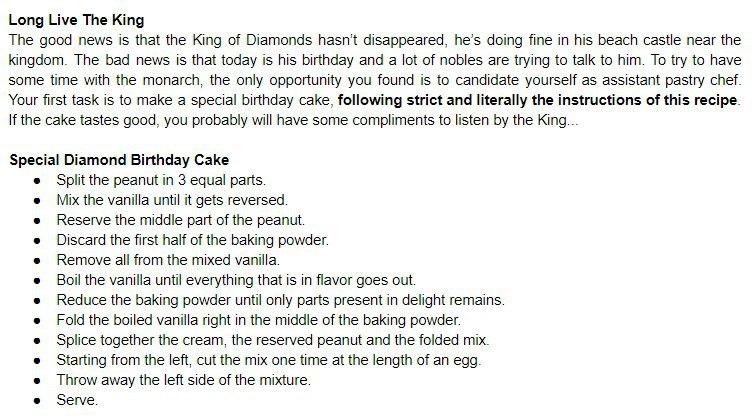 Long Live The King
The good news is that the King of Diamonds hasn't disappeared, he's doing fine in his beach castle near the
kingdom. The bad news is that today is his birthday and a lot of nobles are trying to talk to him. To try to have
some time with the monarch, the only opportunity you found is to candidate yourself as assistant pastry chef.
Your first task is to make a special birthday cake, following strict and literally the instructions of this recipe.
If the cake tastes good, you probably will have some compliments to listen by the King...
Special Diamond Birthday Cake
• Split the peanut in 3 equal parts.
• Mix the vanilla until it gets reversed.
• Reserve the middle part of the peanut.
• Discard the first half of the baking powder.
• Remove all from the mixed vanilla.
• Boil the vanilla until everything that is in flavor goes out.
• Reduce the baking powder until only parts present in delight remains.
• Fold the boiled vanilla right in the middle of the baking powder.
• Splice together the cream, the reserved peanut and the folded mix.
• Starting from the left, cut the mix one time at the length of an egg.
• Throw away the left side of the mixture.
• Serve.